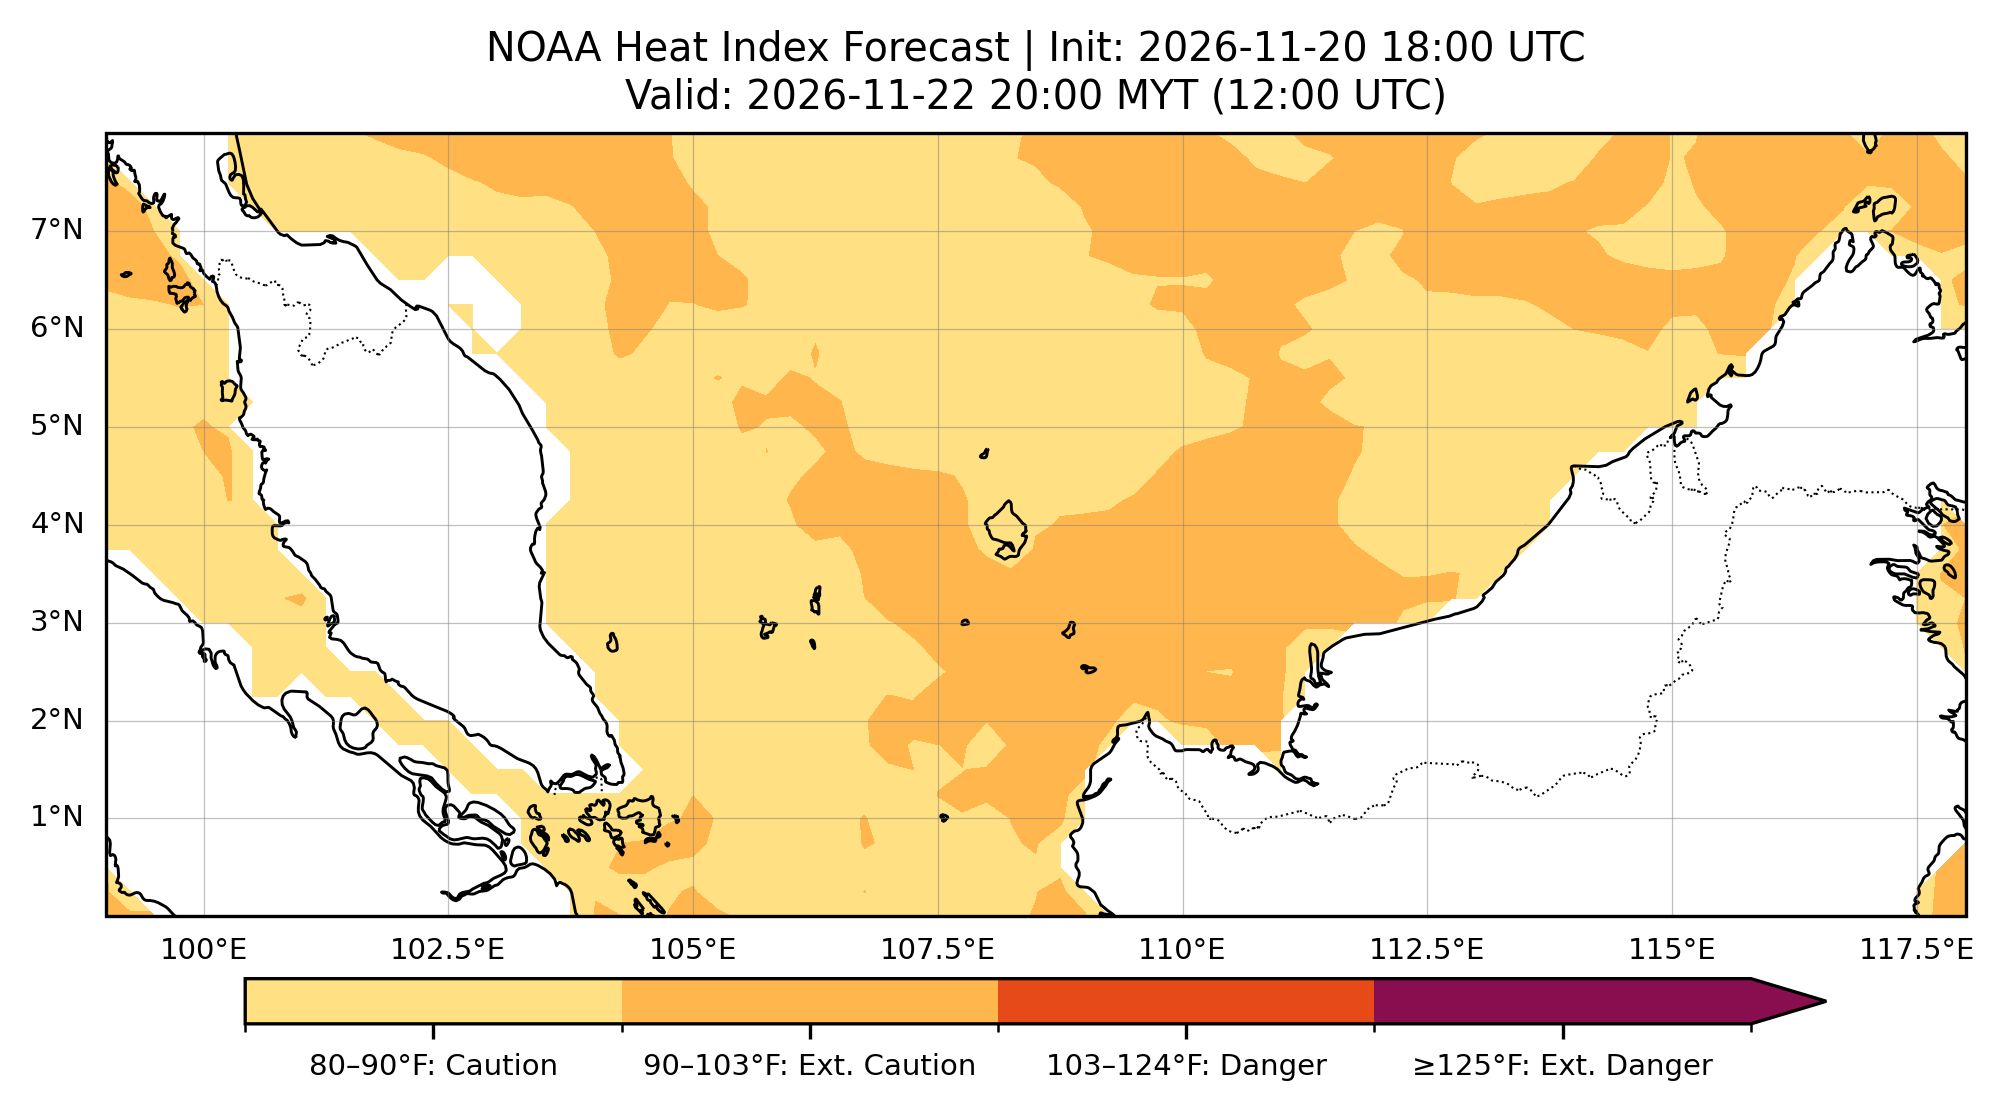 NOAA Heat Index Forecast | Init: 2026-11-20 18:00 UTC
Valid: 2026-11-22 20:00 MYT (12:00 UTC)
7°N
6°N
5°N
4°N
3°N
2°N
1°N
100°E 102.5°E 105°E 107.5°E 110°E 112.5°E 115°E 117.5°E
80–90°F: Caution 90–103°F: Ext. Caution 103–124°F: Danger ≥125°F: Ext. Danger